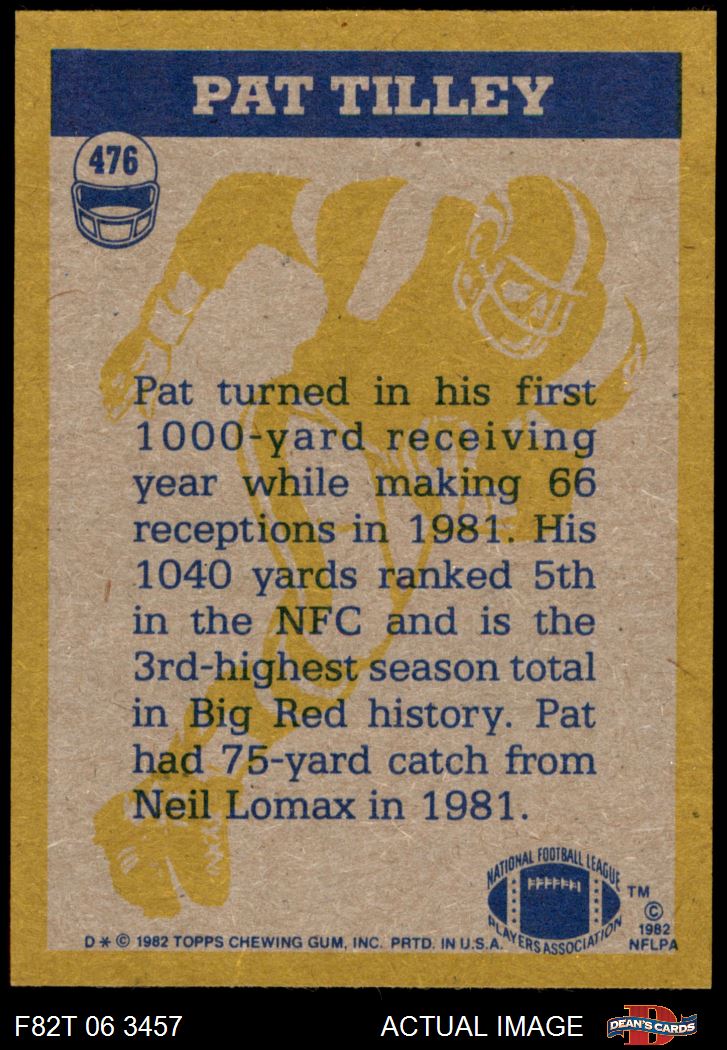 PAT TILLEY
476
Pat turned in his first
1000-yard receiving
year while making 66
receptions in 1981. His
1040 yards ranked 5th
in the NFC and is the
3rd-highest season total
in Big Red history. Pat
had 75-yard catch from
Neil Lomax in 1981.
NATIONAL FOOTBALL LEAGUE
PLAYERS ASSOCIATION
TM
©
1982
NFLPA
D * © 1982 TOPPS CHEWING GUM, INC. PRTD. IN U.S.A.
F82T 06 3457
ACTUAL IMAGE
D
DEAN'S CARDS